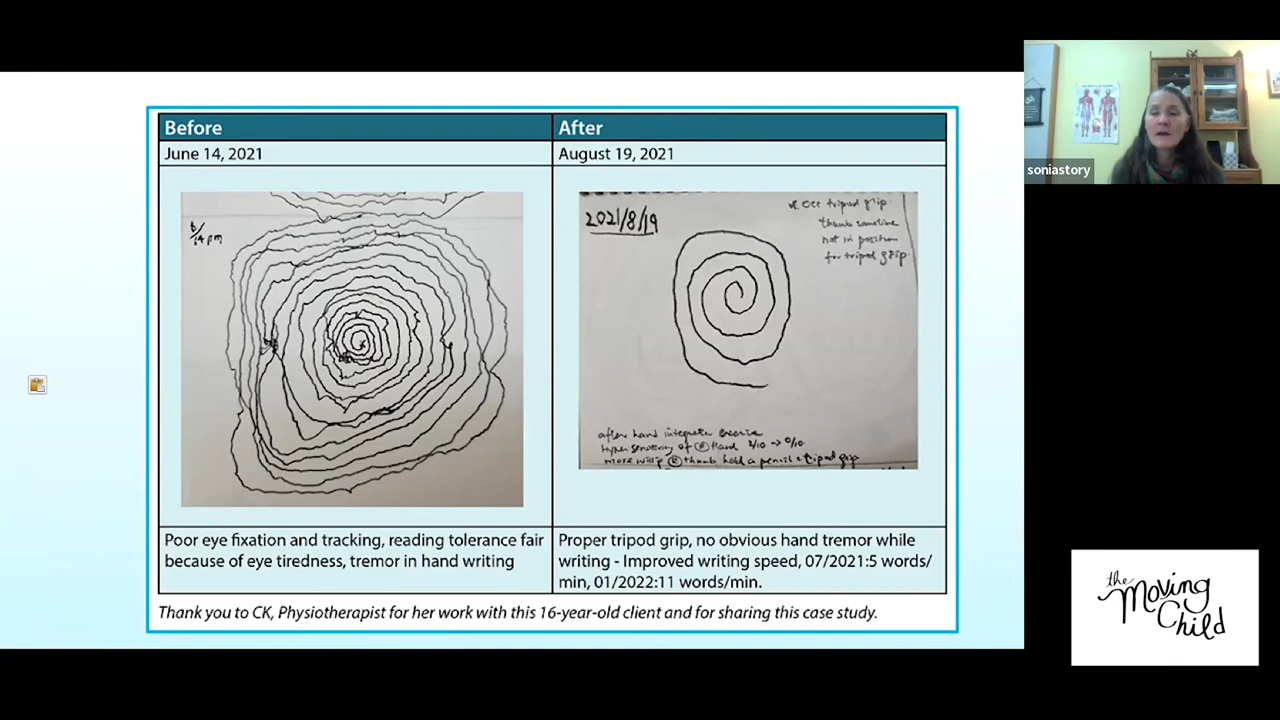 Before
After
June 14, 2021
August 19, 2021
6/
14 pm
2021/8/19
tripod grip
thumb
not in position
for tripod grip
after hand
hypersensitivity of R Hand 3/10 → 0/10
thumb hold a pencil tripod grip
Poor eye fixation and tracking, reading tolerance fair
because of eye tiredness, tremor in hand writing
Proper tripod grip, no obvious hand tremor while
writing - Improved writing speed, 07/2021:5 words/
min, 01/2022:11 words/min.
Thank you to CK, Physiotherapist for her work with this 16-year-old client and for sharing this case study.
soniastory
the
Moving
Child